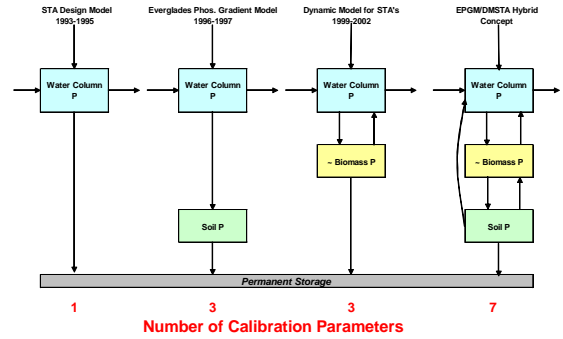 STA Design Model
1993-1995
Everglades Phos. Gradient Model
1996-1997
Dynamic Model for STA's
1999-2002
EPGM/DMSTA Hybrid
Concept
Water Column
P
Water Column
P
Water Column
P
Water Column
P
~ Biomass P
~ Biomass P
Soil P
Soil P
Permanent Storage
1
3
3
7
Number of Calibration Parameters